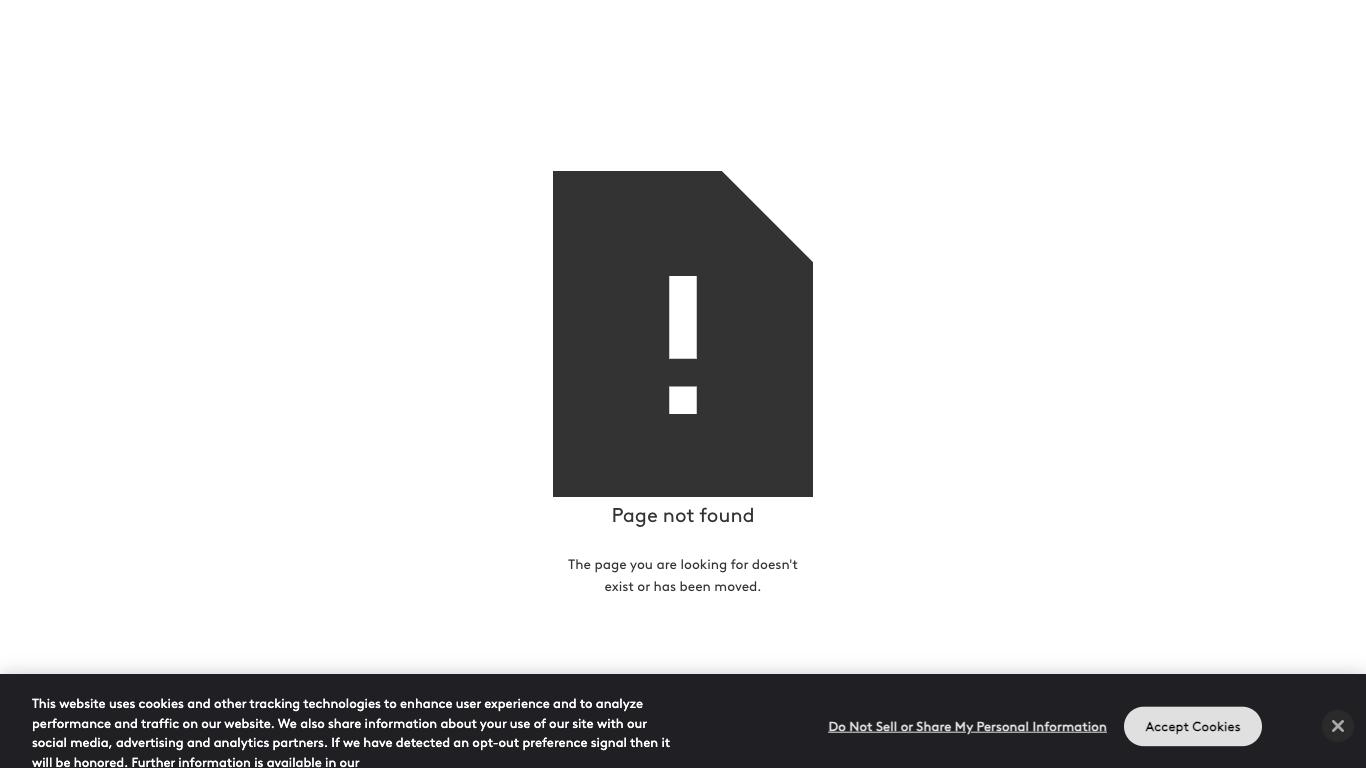 !
Page not found
The page you are looking for doesn't
exist or has been moved.
This website uses cookies and other tracking technologies to enhance user experience and to analyze
performance and traffic on our website. We also share information about your use of our site with our
social media, advertising and analytics partners. If we have detected an opt-out preference signal then it
will be honored. Further information is available in our
Do Not Sell or Share My Personal Information
Accept Cookies